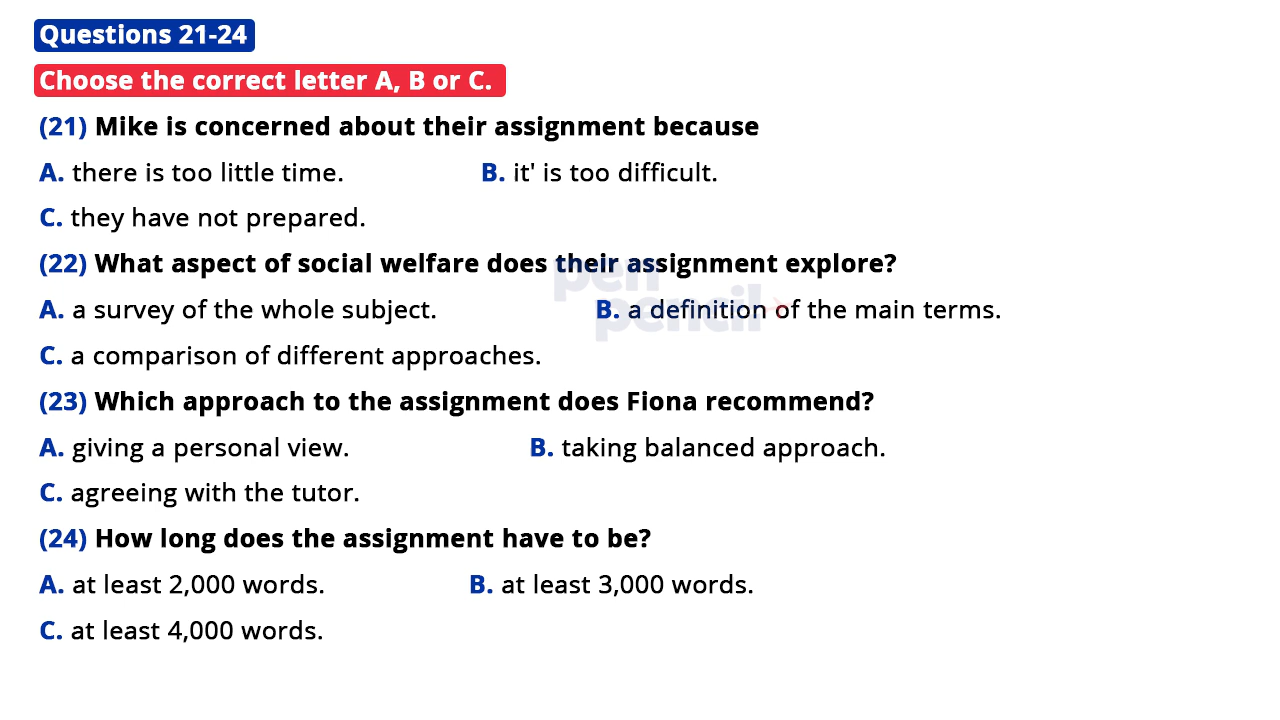 Questions 21-24
Choose the correct letter A, B or C.
(21) Mike is concerned about their assignment because
A. there is too little time. B. it' is too difficult.
C. they have not prepared.
(22) What aspect of social welfare does their assignment explore?
pen
A. a survey of the whole subject. B. a definition of the main terms.
pencil
C. a comparison of different approaches.
(23) Which approach to the assignment does Fiona recommend?
A. giving a personal view. B. taking balanced approach.
C. agreeing with the tutor.
(24) How long does the assignment have to be?
A. at least 2,000 words. B. at least 3,000 words.
C. at least 4,000 words.